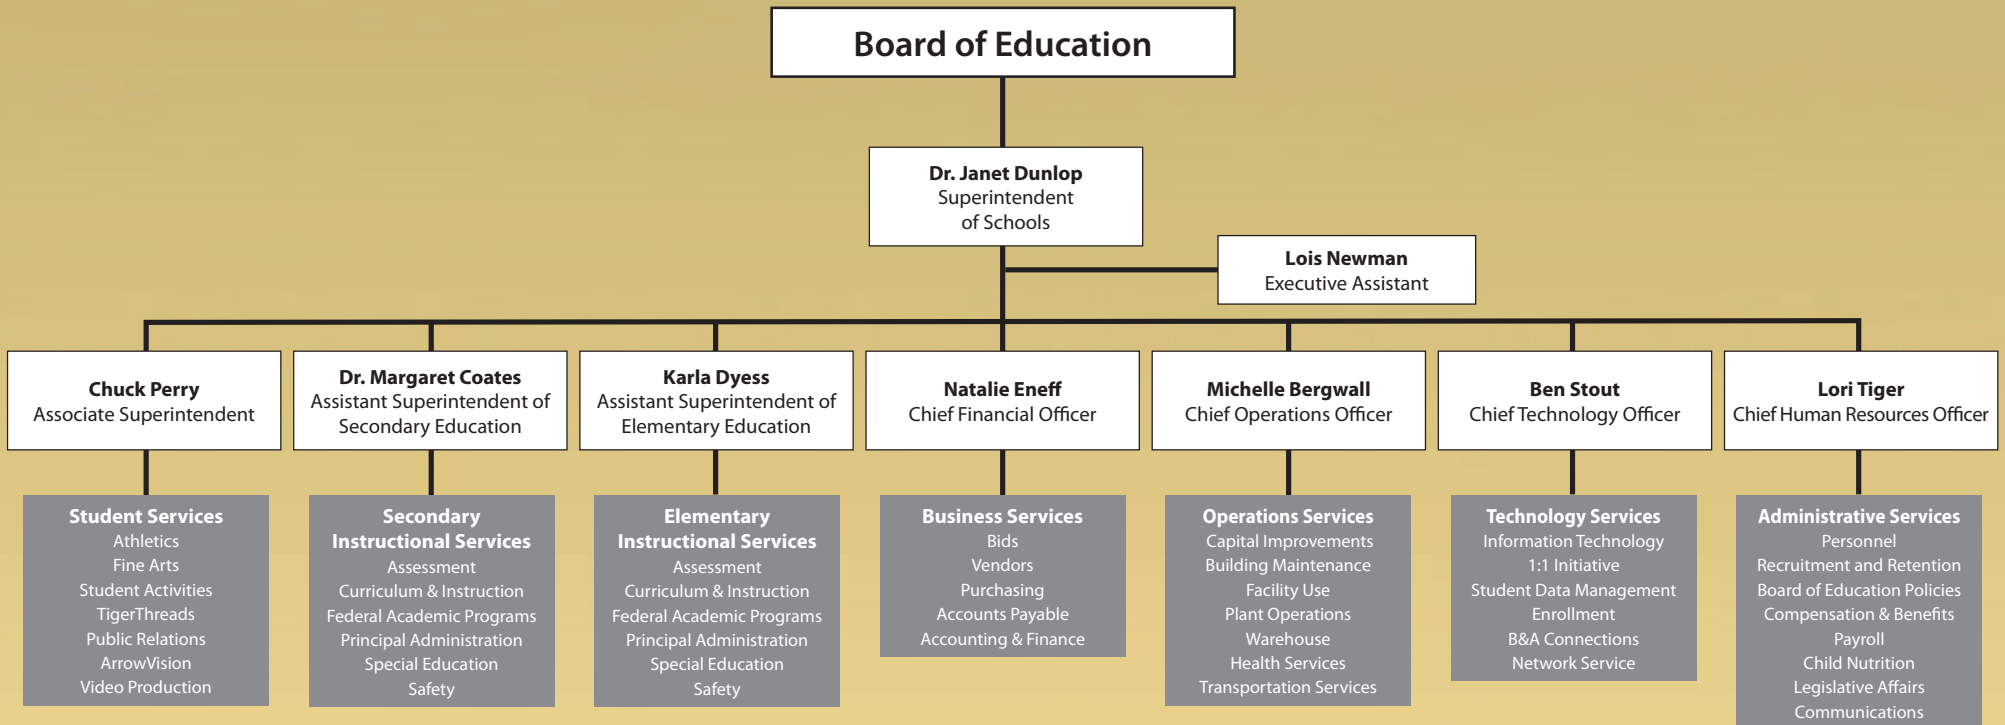 Board of Education
Dr. Janet Dunlop
Superintendent
of Schools
Lois Newman
Executive Assistant
Chuck Perry
Associate Superintendent
Dr. Margaret Coates
Assistant Superintendent of
Secondary Education
Karla Dyess
Assistant Superintendent of
Elementary Education
Natalie Eneff
Chief Financial Officer
Michelle Bergwall
Chief Operations Officer
Ben Stout
Chief Technology Officer
Lori Tiger
Chief Human Resources Officer
Student Services
Athletics
Fine Arts
Student Activities
TigerThreads
Public Relations
ArrowVision
Video Production
Secondary
Instructional Services
Assessment
Curriculum & Instruction
Federal Academic Programs
Principal Administration
Special Education
Safety
Elementary
Instructional Services
Assessment
Curriculum & Instruction
Federal Academic Programs
Principal Administration
Special Education
Safety
Business Services
Bids
Vendors
Purchasing
Accounts Payable
Accounting & Finance
Operations Services
Capital Improvements
Building Maintenance
Facility Use
Plant Operations
Warehouse
Health Services
Transportation Services
Technology Services
Information Technology
1:1 Initiative
Student Data Management
Enrollment
B&A Connections
Network Service
Administrative Services
Personnel
Recruitment and Retention
Board of Education Policies
Compensation & Benefits
Payroll
Child Nutrition
Legislative Affairs
Communications